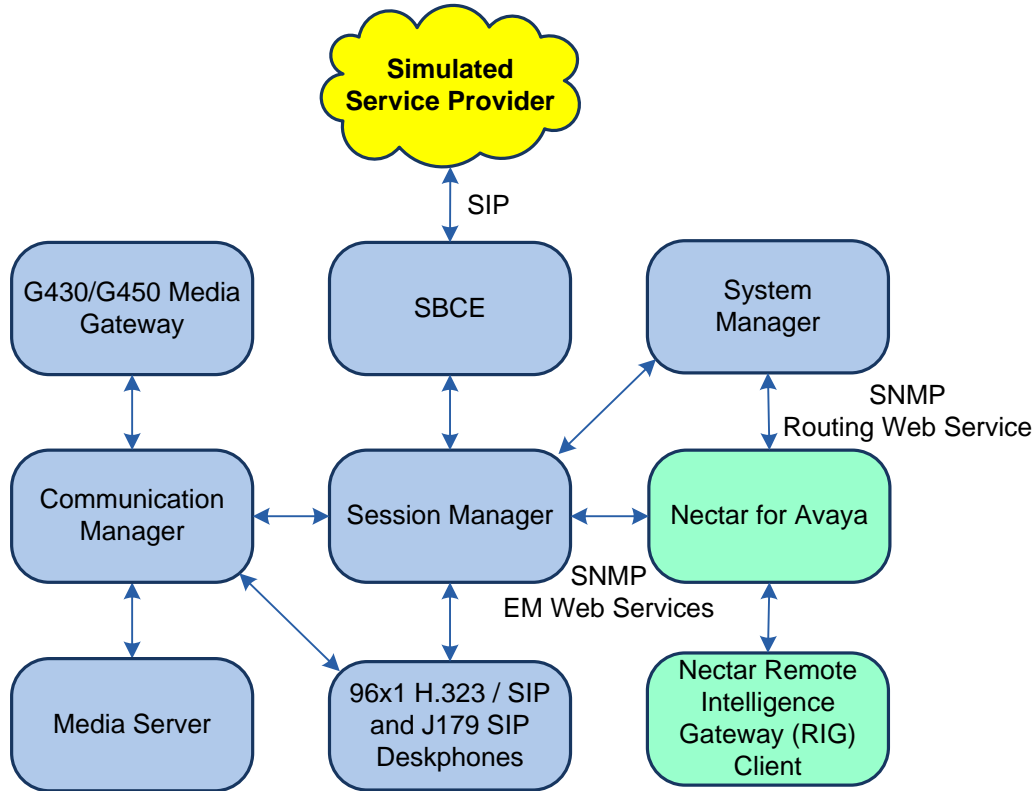 Simulated
Service Provider
SIP
G430/G450 Media
Gateway
SBCE
System
Manager
SNMP
Routing Web Service
Communication
Manager
Session Manager
Nectar for Avaya
SNMP
EM Web Services
Media Server
96x1 H.323 / SIP
and J179 SIP
Deskphones
Nectar Remote
Intelligence
Gateway (RIG)
Client